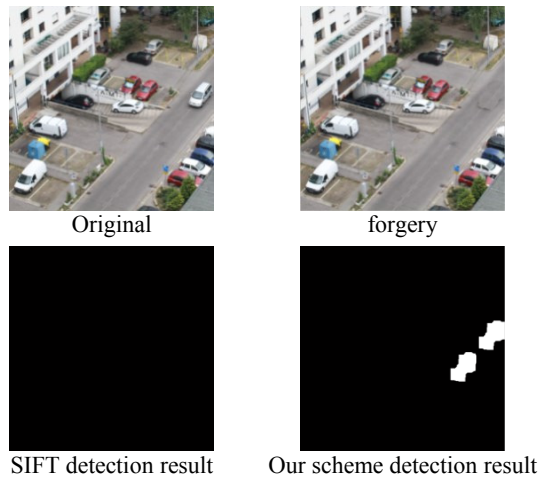 Original
forgery
SIFT detection result
Our scheme detection result